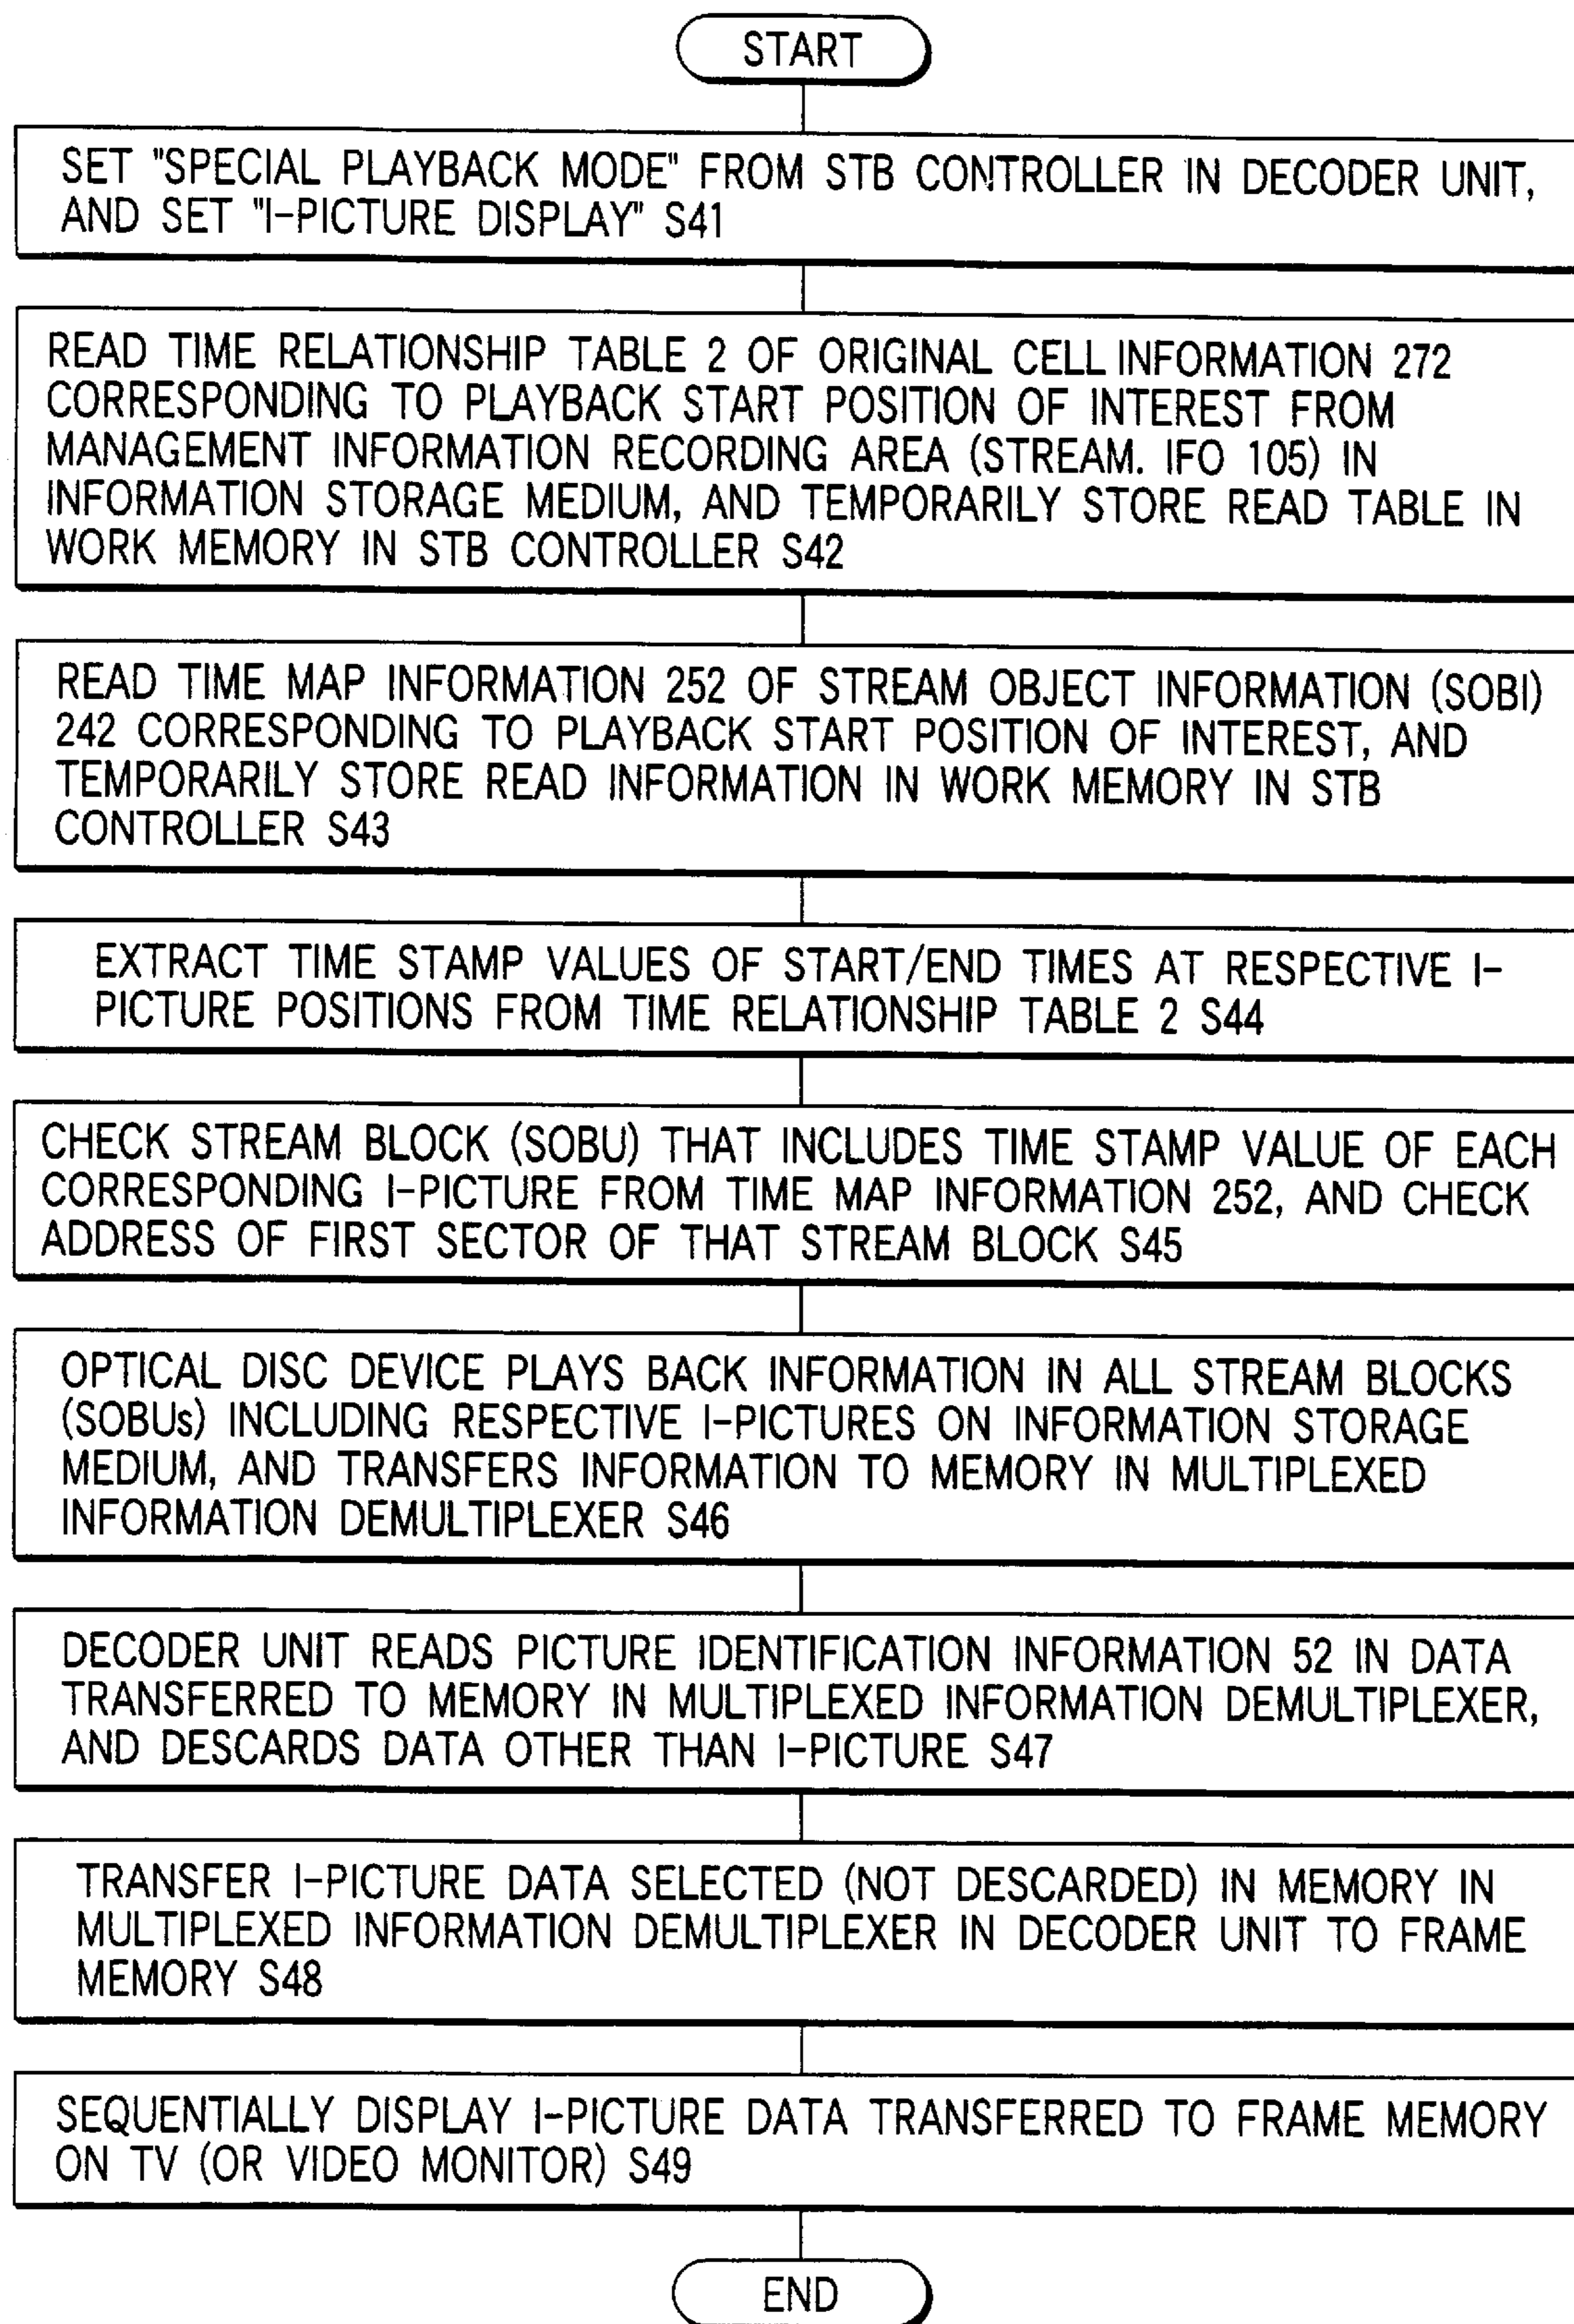 START
SET "SPECIAL PLAYBACK MODE" FROM STB CONTROLLER IN DECODER UNIT,
AND SET "I-PICTURE DISPLAY" S41
READ TIME RELATIONSHIP TABLE 2 OF ORIGINAL CELL INFORMATION 272
CORRESPONDING TO PLAYBACK START POSITION OF INTEREST FROM
MANAGEMENT INFORMATION RECORDING AREA (STREAM. IFO 105) IN
INFORMATION STORAGE MEDIUM, AND TEMPORARILY STORE READ TABLE IN
WORK MEMORY IN STB CONTROLLER S42
READ TIME MAP INFORMATION 252 OF STREAM OBJECT INFORMATION (SOBI)
242 CORRESPONDING TO PLAYBACK START POSITION OF INTEREST, AND
TEMPORARILY STORE READ INFORMATION IN WORK MEMORY IN STB
CONTROLLER S43
EXTRACT TIME STAMP VALUES OF START/END TIMES AT RESPECTIVE I-
PICTURE POSITIONS FROM TIME RELATIONSHIP TABLE 2 S44
CHECK STREAM BLOCK (SOBU) THAT INCLUDES TIME STAMP VALUE OF EACH
CORRESPONDING I-PICTURE FROM TIME MAP INFORMATION 252, AND CHECK
ADDRESS OF FIRST SECTOR OF THAT STREAM BLOCK S45
OPTICAL DISC DEVICE PLAYS BACK INFORMATION IN ALL STREAM BLOCKS
(SOBUs) INCLUDING RESPECTIVE I-PICTURES ON INFORMATION STORAGE
MEDIUM, AND TRANSFERS INFORMATION TO MEMORY IN MULTIPLEXED
INFORMATION DEMULTIPLEXER S46
DECODER UNIT READS PICTURE IDENTIFICATION INFORMATION 52 IN DATA
TRANSFERRED TO MEMORY IN MULTIPLEXED INFORMATION DEMULTIPLEXER,
AND DESCARDS DATA OTHER THAN I-PICTURE S47
TRANSFER I-PICTURE DATA SELECTED (NOT DESCARDED) IN MEMORY IN
MULTIPLEXED INFORMATION DEMULTIPLEXER IN DECODER UNIT TO FRAME
MEMORY S48
SEQUENTIALLY DISPLAY I-PICTURE DATA TRANSFERRED TO FRAME MEMORY
ON TV (OR VIDEO MONITOR) S49
END